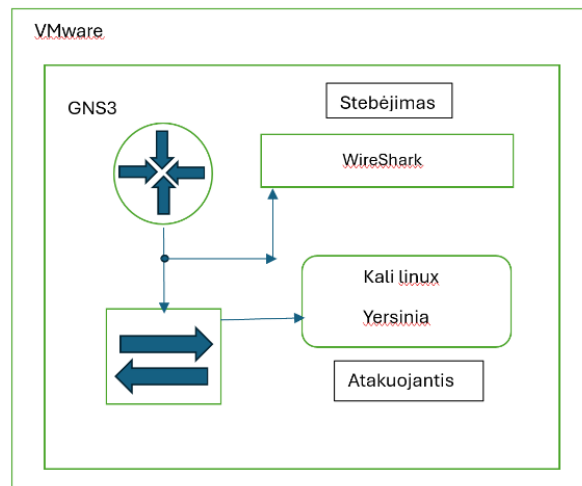 VMware
GNS3
Stebėjimas
WireShark
Kali linux
Yersinia
Atakuojantis